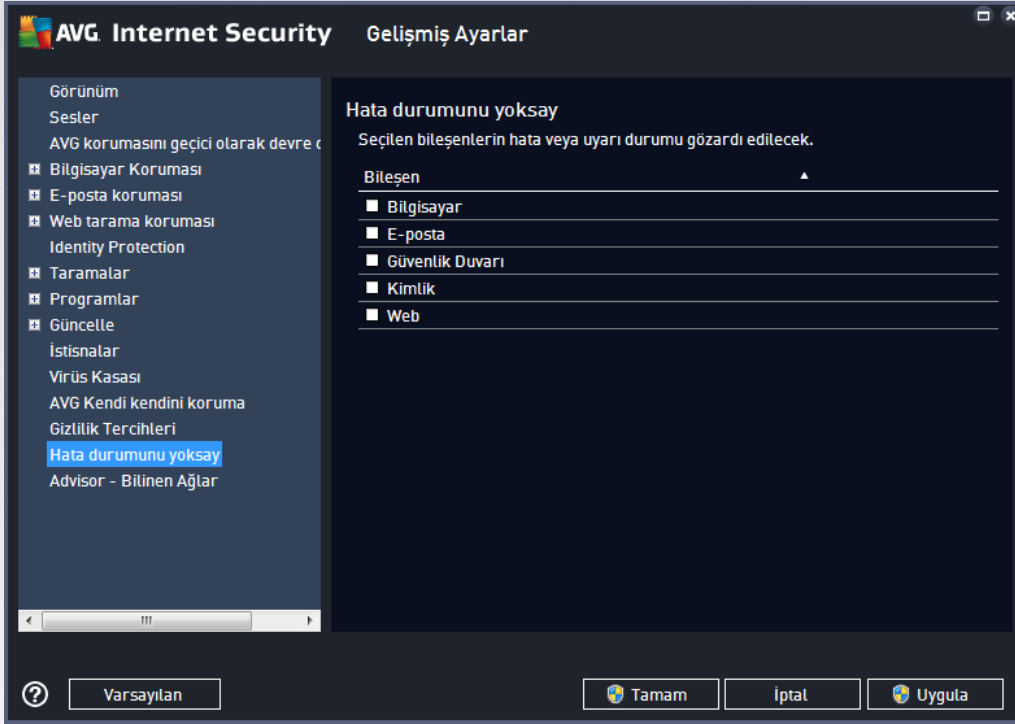 AVG. Internet Security Gelişmiş Ayarlar
Görünüm
Sesler
AVG korumasını geçici olarak devre d
Bilgisayar Koruması
E-posta koruması
Web tarama koruması
Identity Protection
Taramalar
Programlar
Güncelle
İstisnalar
Virüs Kasası
AVG Kendi kendini koruma
Gizlilik Tercihleri
Hata durumunu yoksay
Advisor - Bilinen Ağlar
Hata durumunu yoksay
Seçilen bileşenlerin hata veya uyarı durumu gözardı edilecek.
Bileşen
Bilgisayar
E-posta
Güvenlik Duvarı
Kimlik
Web
Varsayılan
Tamam
İptal
Uygula